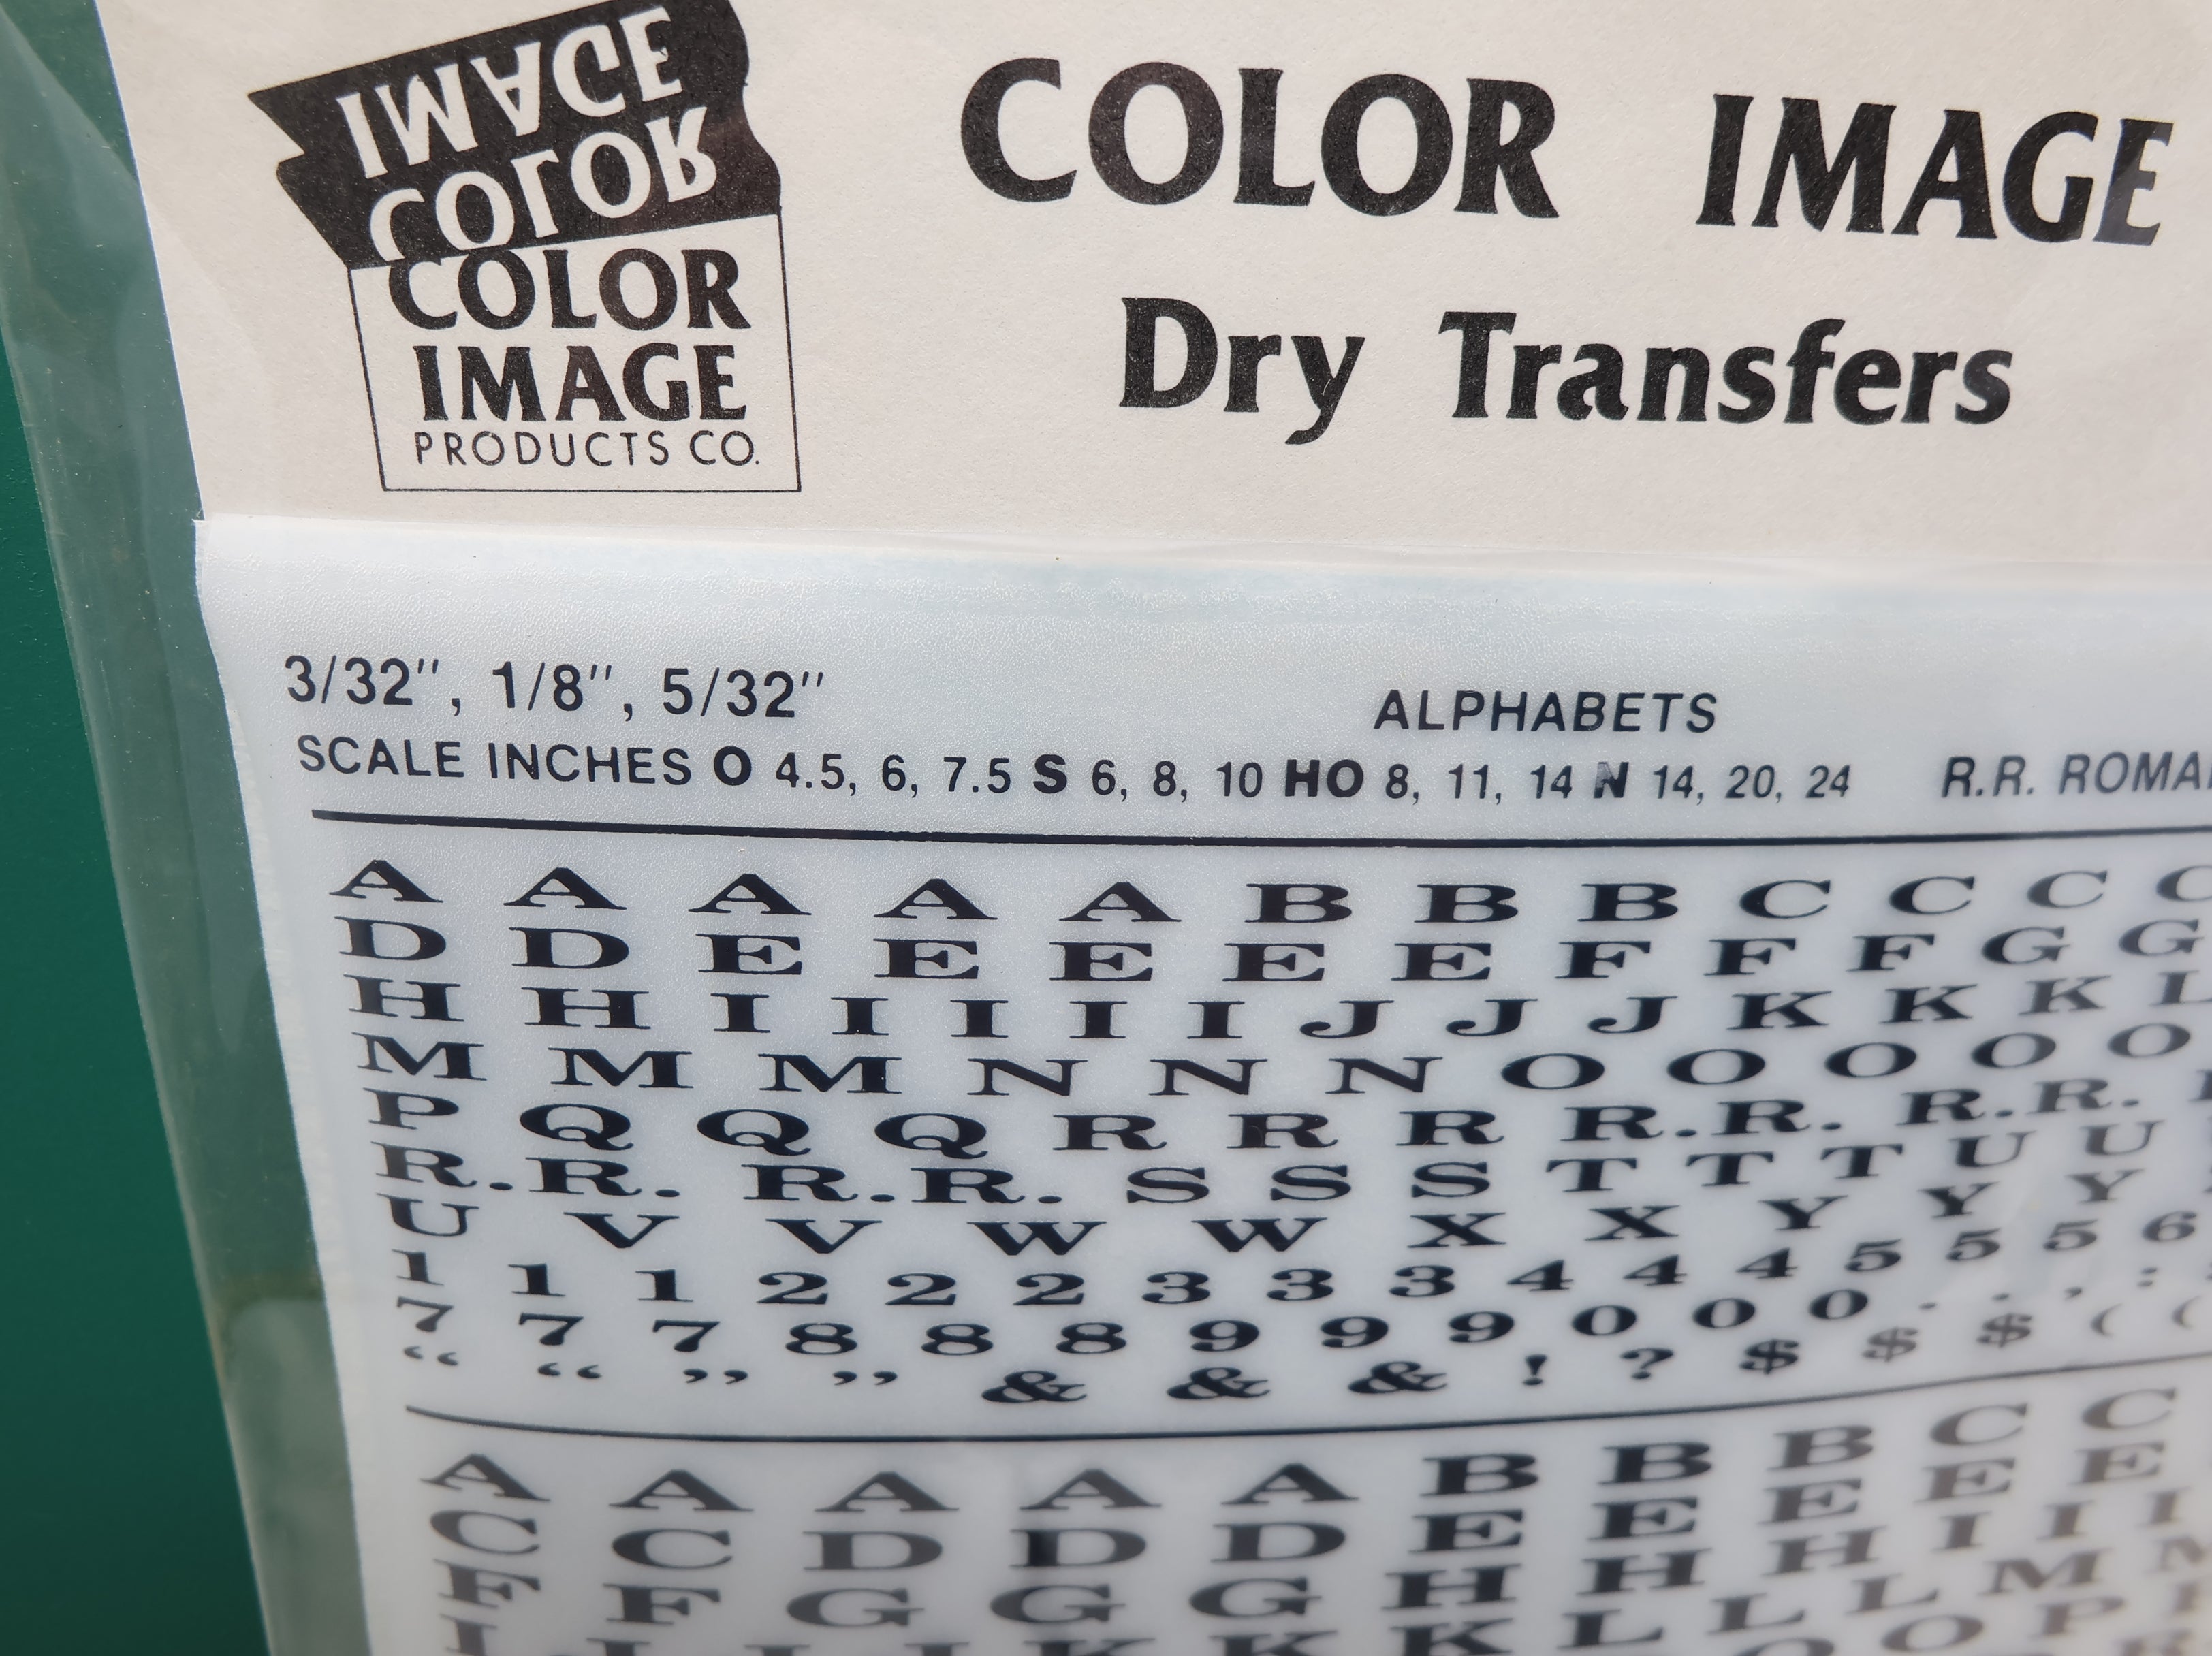 IMAGE
COLOR
COLOR
IMAGE
PRODUCTS CO.
COLOR IMAGE
Dry Transfers
3/32", 1/8", 5/32"
ALPHABETS
SCALE INCHES O 4.5, 6, 7.5 S 6, 8, 10 HO 8, 11, 14 N 14, 20, 24 R.R.
A A A A A B B B C C C C
D D E E E E E F F F G G
H H I I I I I J J J K K K L
M M M N N N O O O O O
P Q Q Q R R R R.R. R.R.
R.R. R.R. S S S T T T U U
U V V W W X X Y Y Y
1 1 1 2 2 2 3 3 3 4 4 4 5 5 5 6
7 7 7 8 8 8 9 9 9 0 0 0 . . , :
“ “ ” ” & & & ! ? $ $ $ ( (
A A A A A B B B C C
C C D D D E E E E E
F F G G G H H H I I I
K K L L L M M
O P